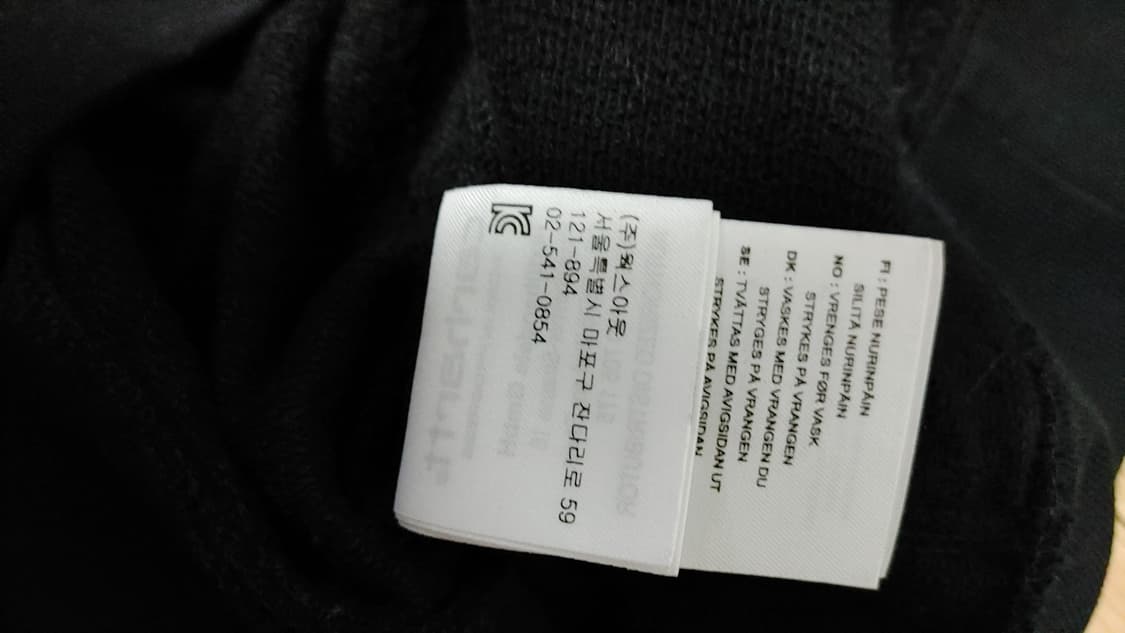 (주)웍스아웃
서울특별시 마포구 잔다리로 59
121-894
02-541-0854
FI : PESE NURINPÄIN
SILITÄ NURINPÄIN
NO : VRENGES FØR VASK
STRYKES PÅ VRANGEN
DK : VASKES MED VRANGEN UD
STRYGES PÅ VRANGEN
SE : TVÄTTAS MED AVIGSIDAN UT
STRYKES PÅ AVIGSIDAN